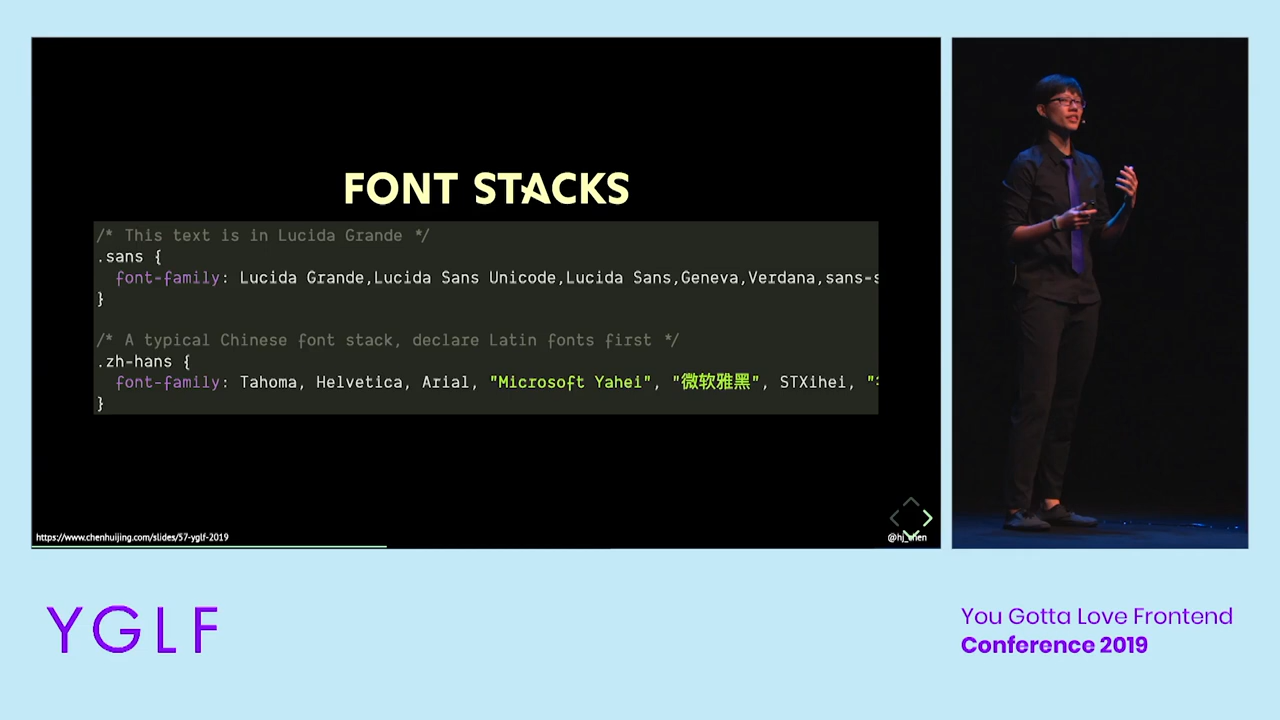 FONT STACKS
/* This text is in Lucida Grande */
.sans {
font-family: Lucida Grande,Lucida Sans Unicode,Lucida Sans,Geneva,Verdana,sans-s
}
/* A typical Chinese font stack, declare Latin fonts first */
.zh-hans {
font-family: Tahoma, Helvetica, Arial, "Microsoft Yahei", "微软雅黑", STXihei, "
}
https://www.chenhuijing.com/slides/57-yglf-2019
@hj_chen
YGLF
You Gotta Love Frontend
Conference 2019